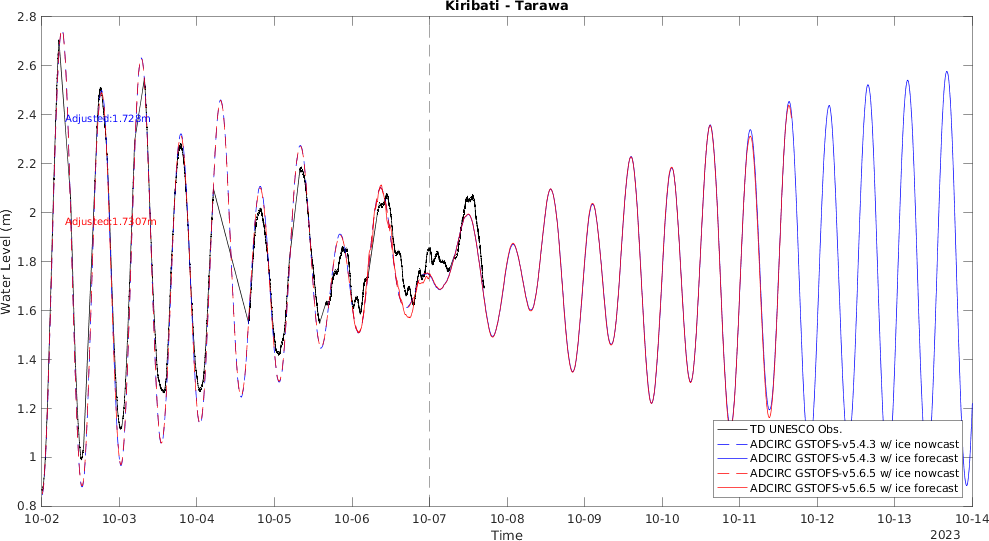 Kiribati - Tarawa
2.8
2.6
2.4
2.2
2
1.8
1.6
1.4
1.2
1
0.8
Water Level (m)
Adjusted:1.728m
Adjusted:1.7307m
TD UNESCO Obs.
ADCIRC GSTOFS-v5.4.3 w/ ice nowcast
ADCIRC GSTOFS-v5.4.3 w/ ice forecast
ADCIRC GSTOFS-v5.6.5 w/ ice nowcast
ADCIRC GSTOFS-v5.6.5 w/ ice forecast
10-02 10-03 10-04 10-05 10-06 10-07 10-08 10-09 10-10 10-11 10-12 10-13 10-14
Time
2023